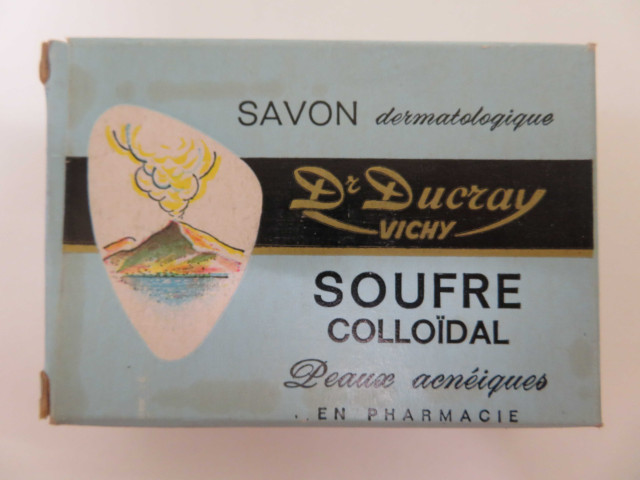 SAVON dermatologique
Dr Ducray
VICHY
SOUFRE
COLLOÏDAL
Peaux acnéiques
..EN PHARMACIE